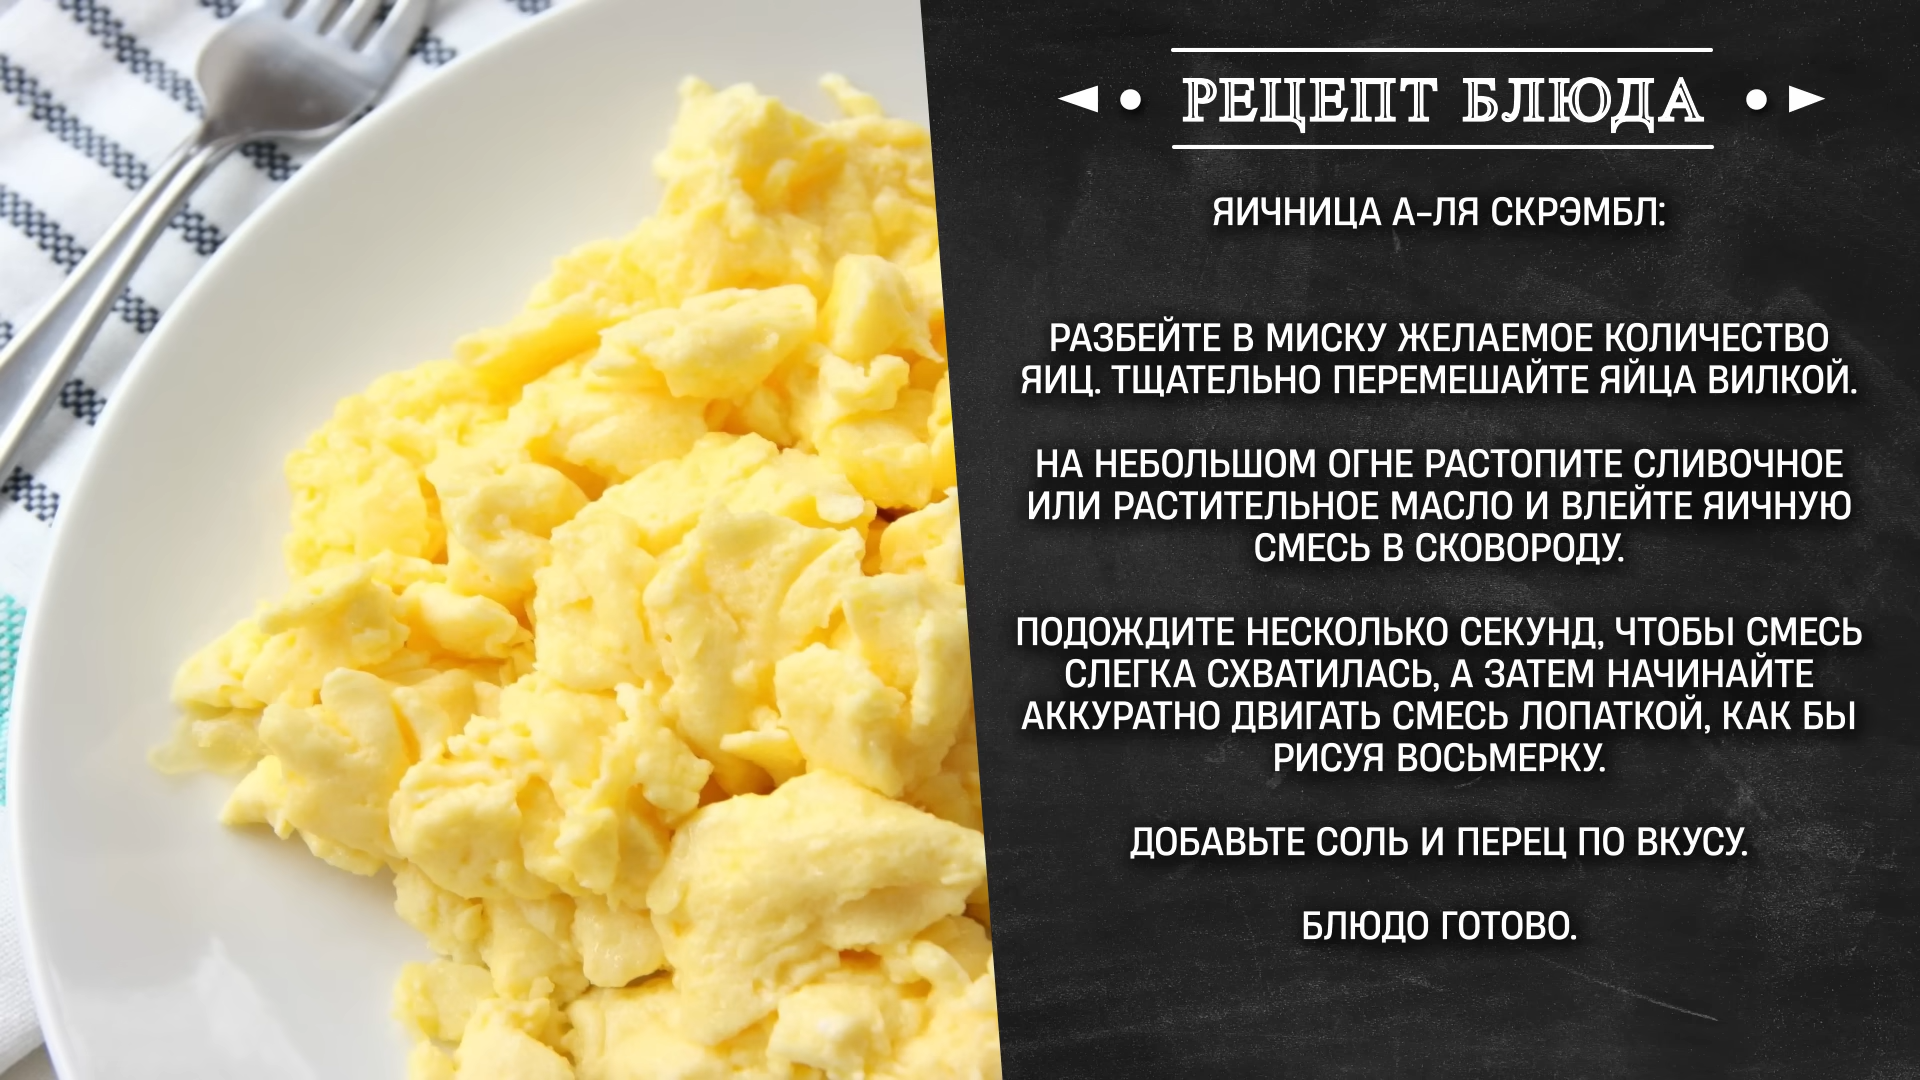 РЕЦЕПТ БЛЮДА
ЯИЧНИЦА А-ЛЯ СКРЭМБЛ:
РАЗБЕЙТЕ В МИСКУ ЖЕЛАЕМОЕ КОЛИЧЕСТВО
ЯИЦ. ТЩАТЕЛЬНО ПЕРЕМЕШАЙТЕ ЯЙЦА ВИЛКОЙ.
НА НЕБОЛЬШОМ ОГНЕ РАСТОПИТЕ СЛИВОЧНОЕ
ИЛИ РАСТИТЕЛЬНОЕ МАСЛО И ВЛЕЙТЕ ЯИЧНУЮ
СМЕСЬ В СКОВОРОДУ.
ПОДОЖДИТЕ НЕСКОЛЬКО СЕКУНД, ЧТОБЫ СМЕСЬ
СЛЕГКА СХВАТИЛАСЬ, А ЗАТЕМ НАЧИНАЙТЕ
АККУРАТНО ДВИГАТЬ СМЕСЬ ЛОПАТКОЙ, КАК БЫ
РИСУЯ ВОСЬМЕРКУ.
ДОБАВЬТЕ СОЛЬ И ПЕРЕЦ ПО ВКУСУ.
БЛЮДО ГОТОВО.